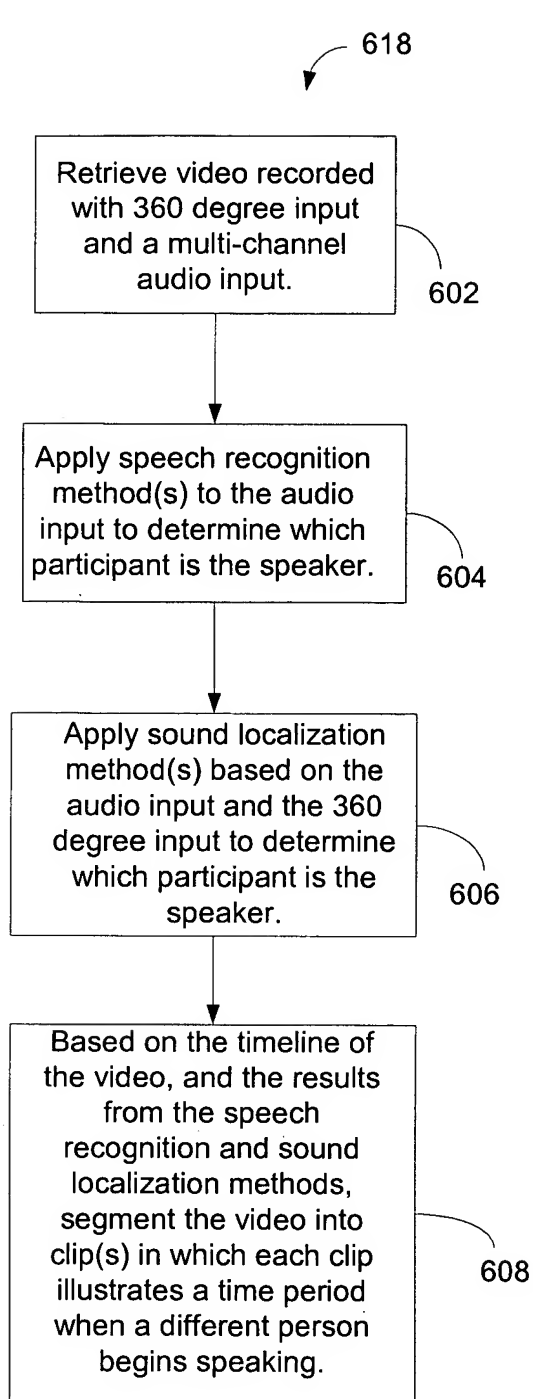 618
Retrieve video recorded
with 360 degree input
and a multi-channel
audio input.
602
Apply speech recognition
method(s) to the audio
input to determine which
participant is the speaker.
604
Apply sound localization
method(s) based on the
audio input and the 360
degree input to determine
which participant is the
speaker.
606
Based on the timeline of
the video, and the results
from the speech
recognition and sound
localization methods,
segment the video into
clip(s) in which each clip
illustrates a time period
when a different person
begins speaking.
608